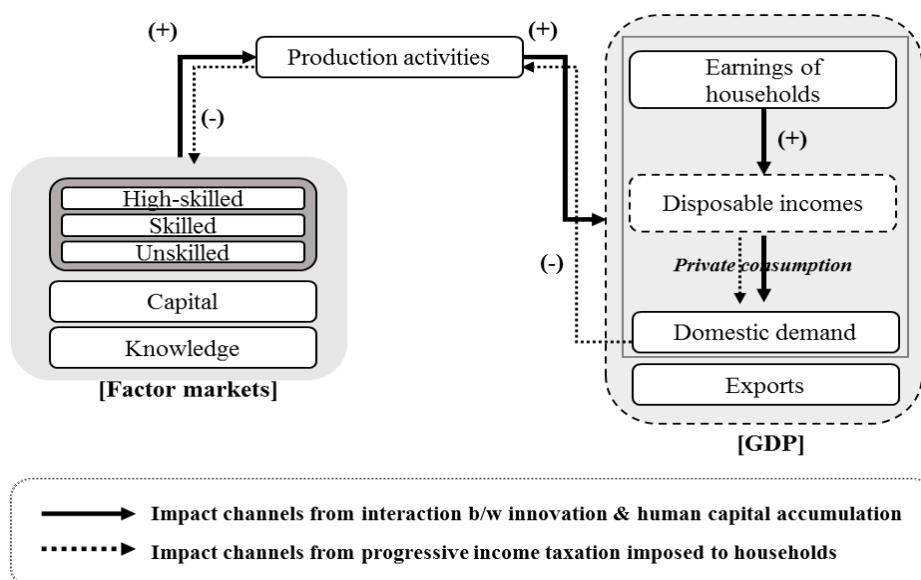 (+)
Production activities
(+)
(-)
High-skilled
Skilled
Unskilled
Capital
Knowledge
[Factor markets]
Earnings of
households
(+)
Disposable incomes
(-)
Private consumption
Domestic demand
Exports
[GDP]
Impact channels from interaction b/w innovation & human capital accumulation
Impact channels from progressive income taxation imposed to households